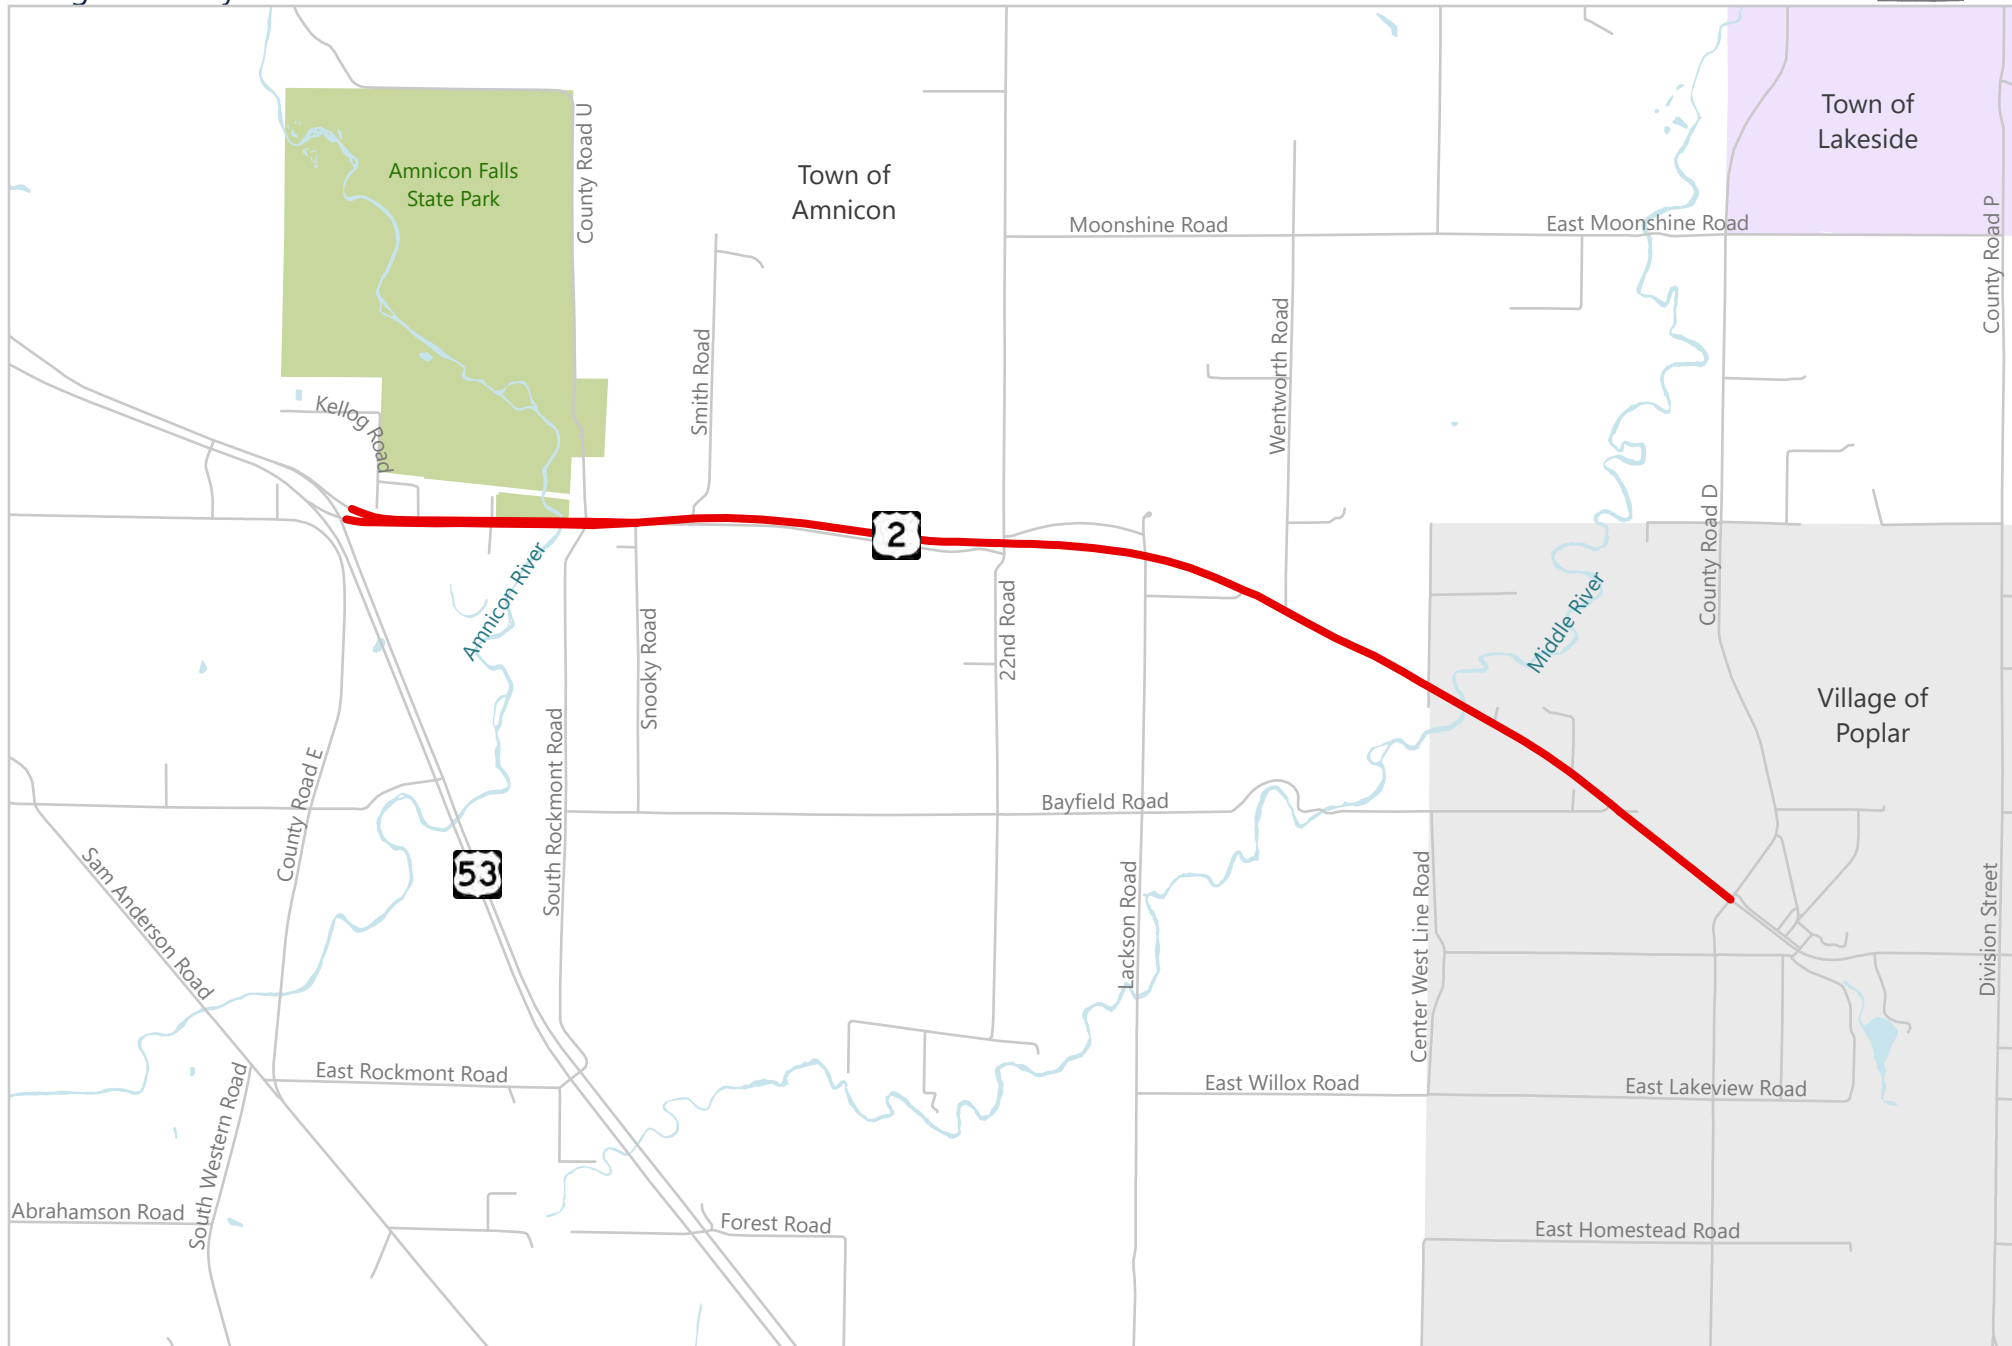 Town of
Lakeside
Amnicon Falls
State Park
County Road U
Town of
Amnicon
Moonshine Road
East Moonshine Road
County Road P
Smith Road
Wentworth Road
Kellog Road
2
County Road D
Amnicon River
Middle River
22nd Road
Snooky Road
Village of
Poplar
South Rockmont Road
County Road E
Bayfield Road
53
Sam Anderson Road
Lackson Road
Center West Line Road
Division Street
East Rockmont Road
East Willox Road
East Lakeview Road
South Western Road
Abrahamson Road
Forest Road
East Homestead Road